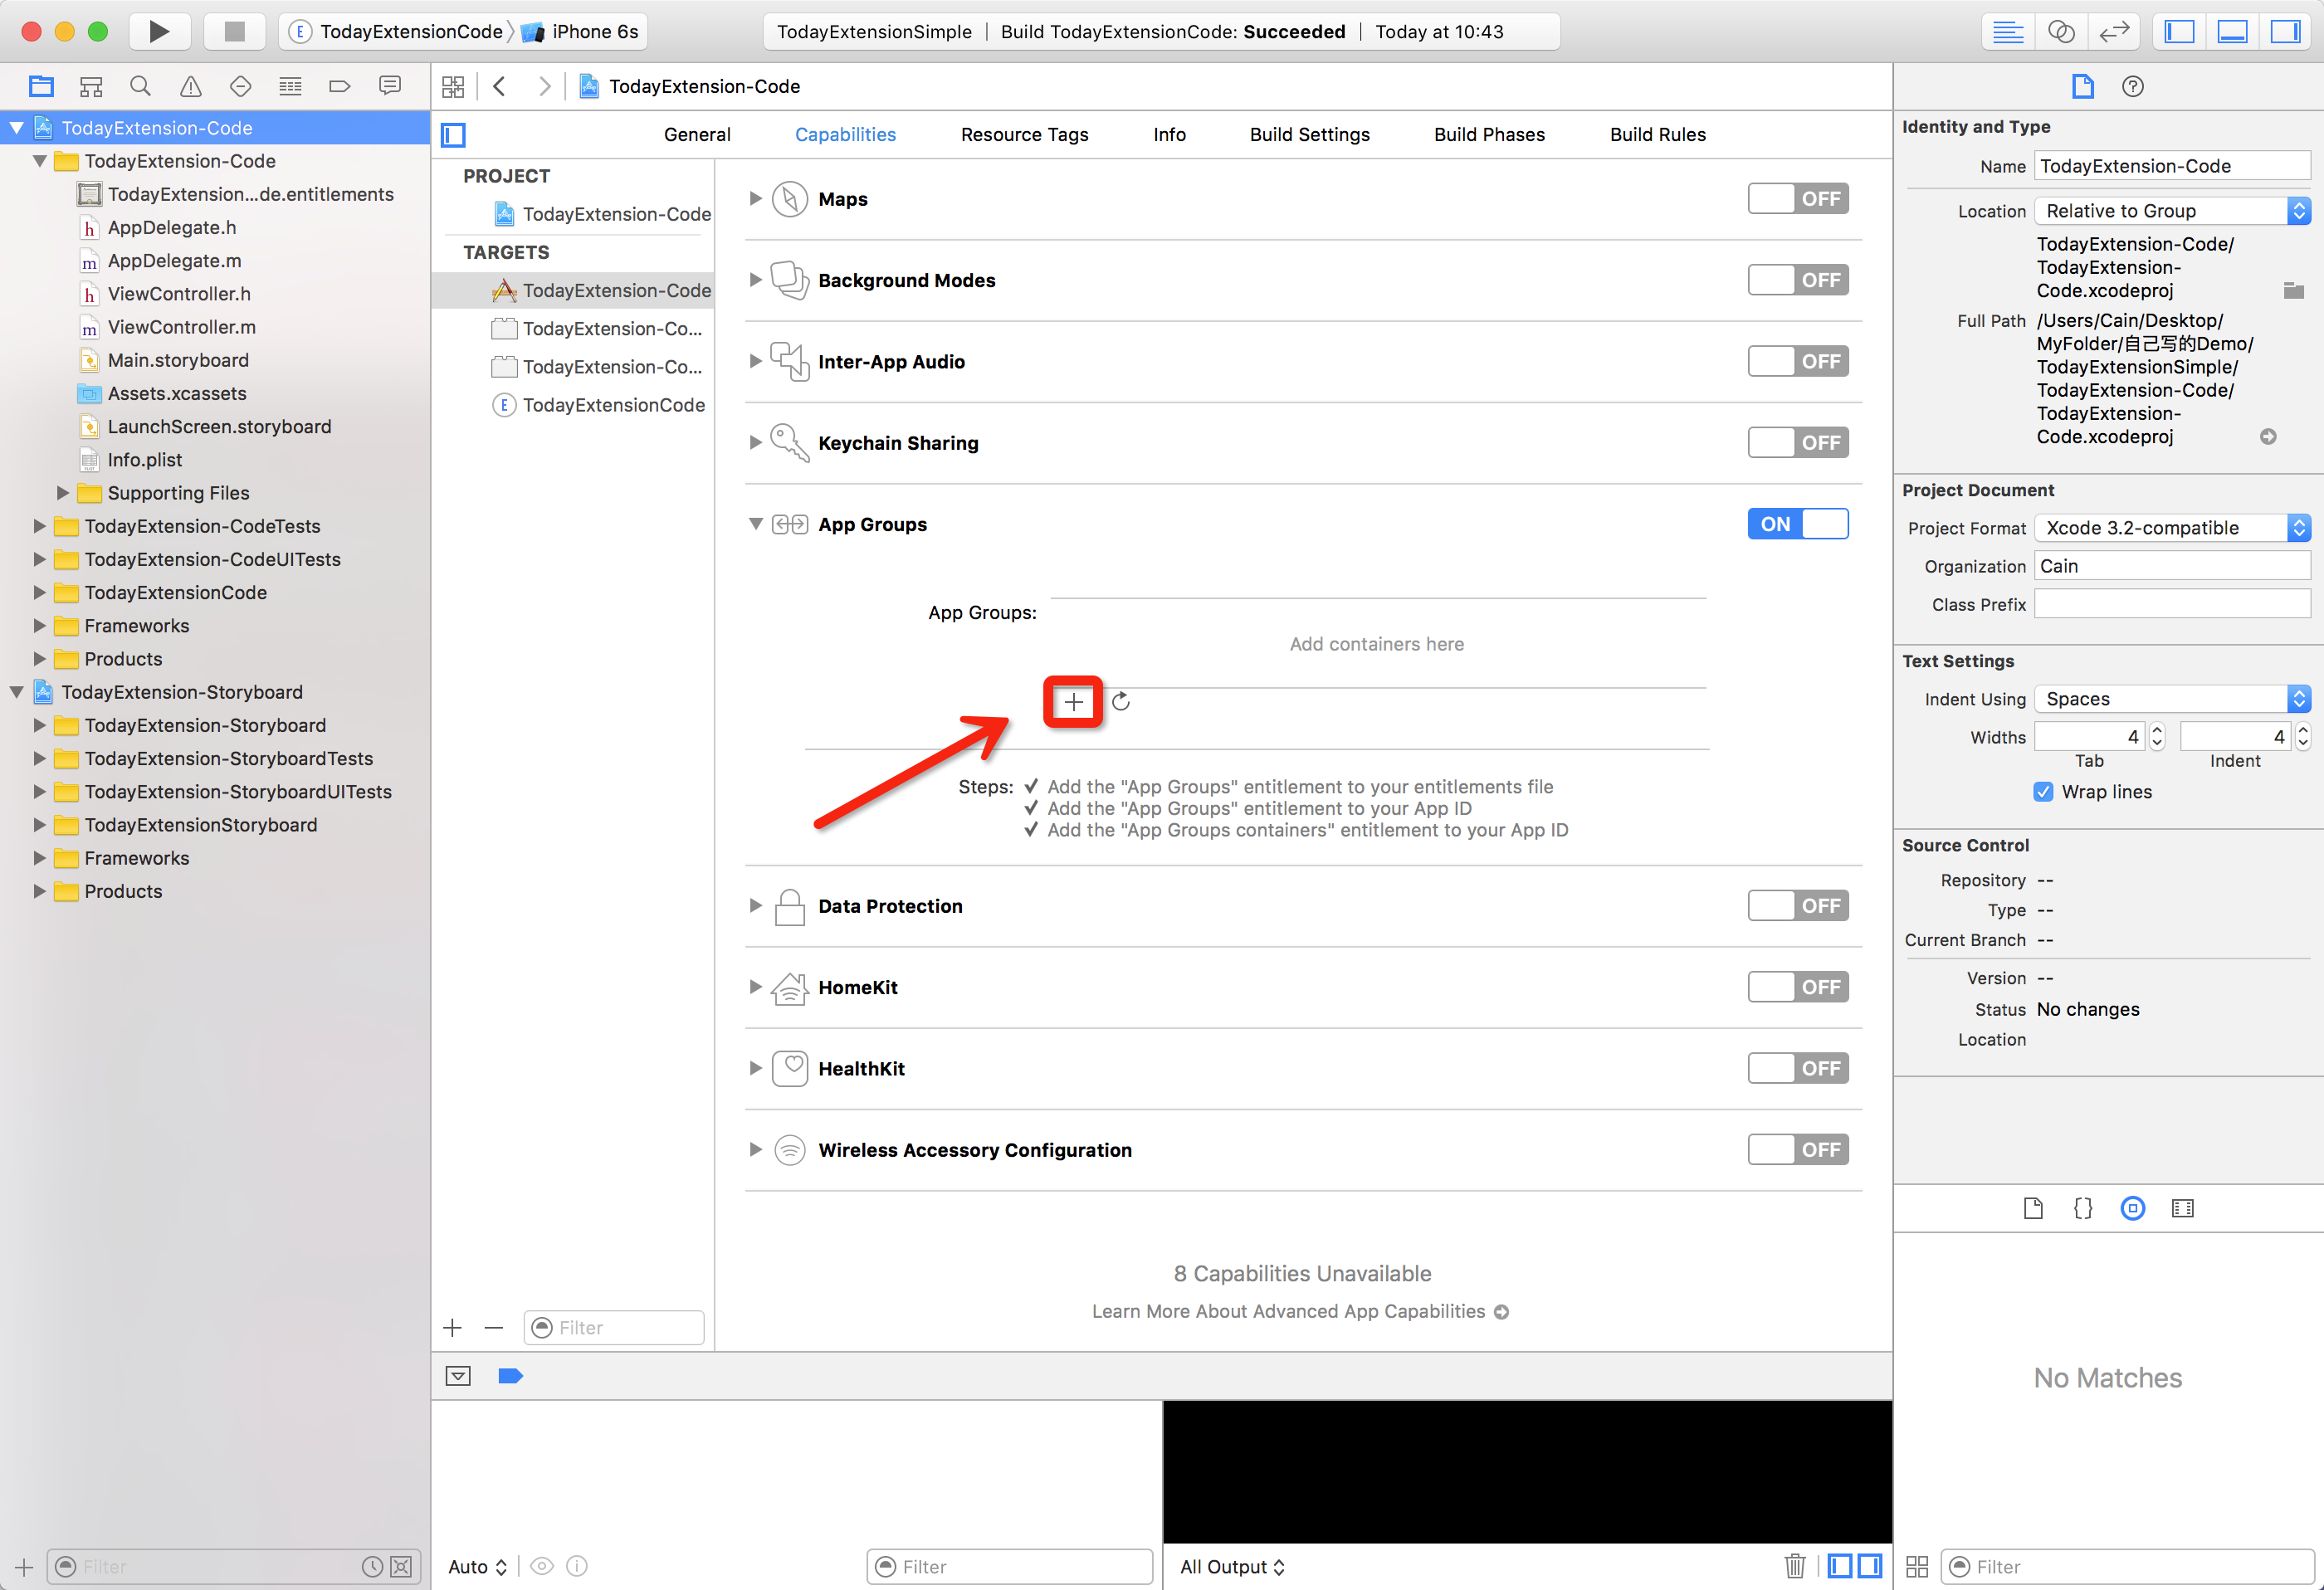 TodayExtensionCode
iPhone 6s
TodayExtensionSimple | Build TodayExtensionCode: Succeeded | Today at 10:43
TodayExtension-Code
TodayExtension-Code
TodayExtension...de.entitlements
AppDelegate.h
AppDelegate.m
ViewController.h
ViewController.m
Main.storyboard
Assets.xcassets
LaunchScreen.storyboard
Info.plist
Supporting Files
TodayExtension-CodeTests
TodayExtension-CodeUITests
TodayExtensionCode
Frameworks
Products
TodayExtension-Storyboard
TodayExtension-Storyboard
TodayExtension-StoryboardTests
TodayExtension-StoryboardUITests
TodayExtensionStoryboard
Frameworks
Products
Filter
TodayExtension-Code
General Capabilities Resource Tags Info Build Settings Build Phases Build Rules
PROJECT
TodayExtension-Code
TARGETS
TodayExtension-Code
TodayExtension-Co...
TodayExtension-Co...
TodayExtensionCode
Filter
Maps OFF
Background Modes OFF
Inter-App Audio OFF
Keychain Sharing OFF
App Groups ON
App Groups:
Add containers here
Steps: ✓ Add the "App Groups" entitlement to your entitlements file
✓ Add the "App Groups" entitlement to your App ID
✓ Add the "App Groups containers" entitlement to your App ID
Data Protection OFF
HomeKit OFF
HealthKit OFF
Wireless Accessory Configuration OFF
8 Capabilities Unavailable
Learn More About Advanced App Capabilities
Auto
Filter
All Output
Identity and Type
Name TodayExtension-Code
Location Relative to Group
TodayExtension-Code/
TodayExtension-
Code.xcodeproj
Full Path /Users/Cain/Desktop/
MyFolder/自己写的Demo/
TodayExtensionSimple/
TodayExtension-Code/
TodayExtension-
Code.xcodeproj
Project Document
Project Format Xcode 3.2-compatible
Organization Cain
Class Prefix
Text Settings
Indent Using Spaces
Widths 4 4
Tab Indent
Wrap lines
Source Control
Repository --
Type --
Current Branch --
Version --
Status No changes
Location
No Matches
Filter